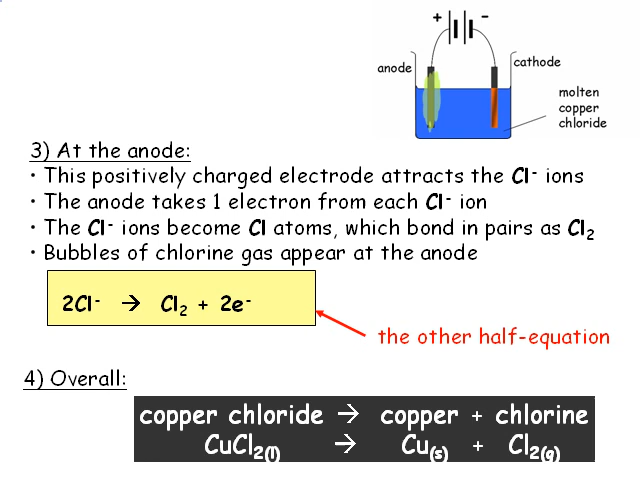 + -
anode
cathode
molten
copper
chloride
3) At the anode:
• This positively charged electrode attracts the Cl⁻ ions
• The anode takes 1 electron from each Cl⁻ ion
• The Cl⁻ ions become Cl atoms, which bond in pairs as Cl₂
• Bubbles of chlorine gas appear at the anode
2Cl⁻ → Cl₂ + 2e⁻
the other half-equation
4) Overall:
copper chloride → copper + chlorine
CuCl₂₍ₗ₎ → Cu₍ₛ₎ + Cl₂(g)